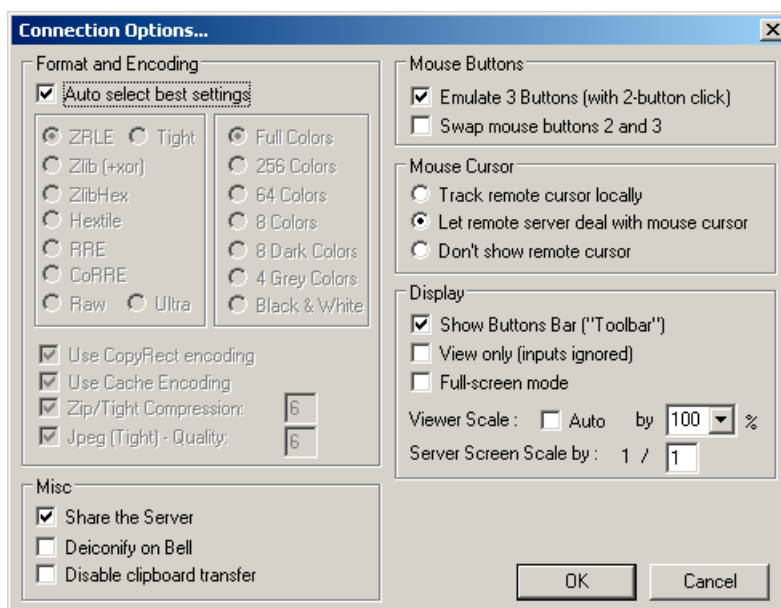 Connection Options...
Format and Encoding
Auto select best settings
ZRLE Tight
Zlib (+xor)
ZlibHex
Hextile
RRE
CoRRE
Raw Ultra
Full Colors
256 Colors
64 Colors
8 Colors
8 Dark Colors
4 Grey Colors
Black & White
Use CopyRect encoding
Use Cache Encoding
Zip/Tight Compression: 6
Jpeg (Tight) - Quality: 6
Misc
Share the Server
Deiconify on Bell
Disable clipboard transfer
Mouse Buttons
Emulate 3 Buttons (with 2-button click)
Swap mouse buttons 2 and 3
Mouse Cursor
Track remote cursor locally
Let remote server deal with mouse cursor
Don't show remote cursor
Display
Show Buttons Bar ("Toolbar")
View only (inputs ignored)
Full-screen mode
Viewer Scale : Auto by 100 %
Server Screen Scale by : 1 / 1
OK Cancel